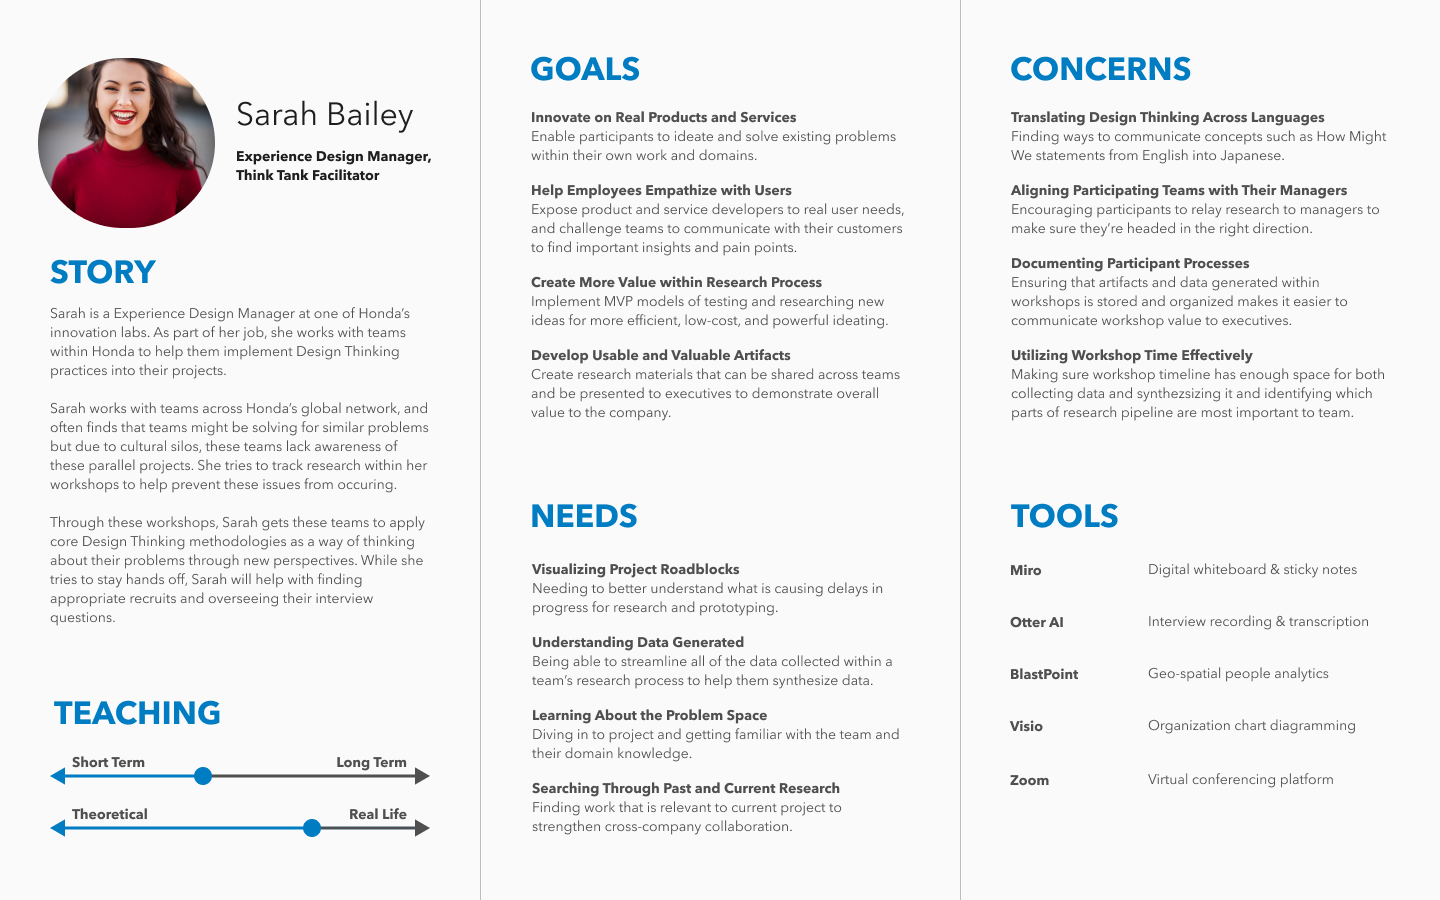 Sarah Bailey
Experience Design Manager,
Think Tank Facilitator
STORY
Sarah is a Experience Design Manager at one of Honda’s
innovation labs. As part of her job, she works with teams
within Honda to help them implement Design Thinking
practices into their projects.
Sarah works with teams across Honda’s global network, and
often finds that teams might be solving for similar problems
but due to cultural silos, these teams lack awareness of
these parallel projects. She tries to track research within her
workshops to help prevent these issues from occuring.
Through these workshops, Sarah gets these teams to apply
core Design Thinking methodologies as a way of thinking
about their problems through new perspectives. While she
tries to stay hands off, Sarah will help with finding
appropriate recruits and overseeing their interview
questions.
TEACHING
Short Term Long Term
Theoretical Real Life
GOALS
Innovate on Real Products and Services
Enable participants to ideate and solve existing problems
within their own work and domains.
Help Employees Empathize with Users
Expose product and service developers to real user needs,
and challenge teams to communicate with their customers
to find important insights and pain points.
Create More Value within Research Process
Implement MVP models of testing and researching new
ideas for more efficient, low-cost, and powerful ideating.
Develop Usable and Valuable Artifacts
Create research materials that can be shared across teams
and be presented to executives to demonstrate overall
value to the company.
NEEDS
Visualizing Project Roadblocks
Needing to better understand what is causing delays in
progress for research and prototyping.
Understanding Data Generated
Being able to streamline all of the data collected within a
team’s research process to help them synthesize data.
Learning About the Problem Space
Diving in to project and getting familiar with the team and
their domain knowledge.
Searching Through Past and Current Research
Finding work that is relevant to current project to
strengthen cross-company collaboration.
CONCERNS
Translating Design Thinking Across Languages
Finding ways to communicate concepts such as How Might
We statements from English into Japanese.
Aligning Participating Teams with Their Managers
Encouraging participants to relay research to managers to
make sure they’re headed in the right direction.
Documenting Participant Processes
Ensuring that artifacts and data generated within
workshops is stored and organized makes it easier to
communicate workshop value to executives.
Utilizing Workshop Time Effectively
Making sure workshop timeline has enough space for both
collecting data and synthezsizing it and identifying which
parts of research pipeline are most important to team.
TOOLS
Miro Digital whiteboard & sticky notes
Otter AI Interview recording & transcription
BlastPoint Geo-spatial people analytics
Visio Organization chart diagramming
Zoom Virtual conferencing platform